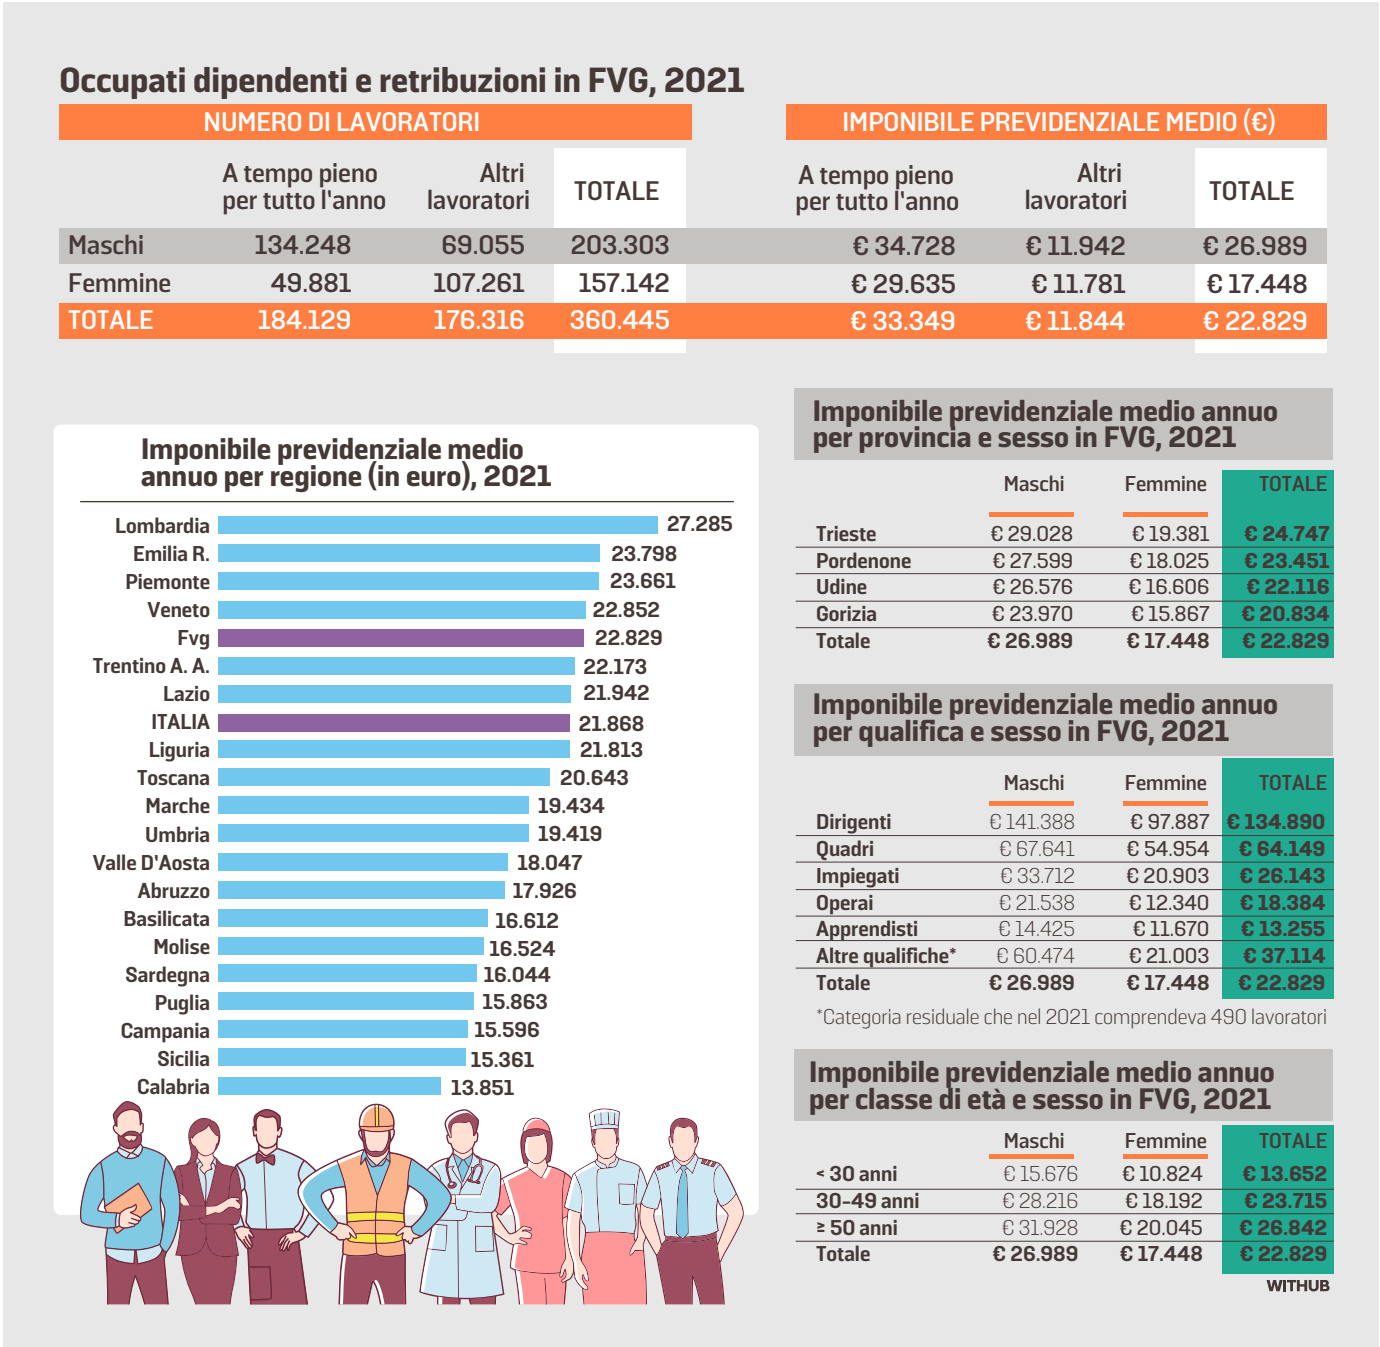 Occupati dipendenti e retribuzioni in FVG, 2021
NUMERO DI LAVORATORI
IMPONIBILE PREVIDENZIALE MEDIO (€)
A tempo pieno per tutto l'anno Altri lavoratori TOTALE A tempo pieno per tutto l'anno Altri lavoratori TOTALE
Maschi 134.248 69.055 203.303 € 34.728 € 11.942 € 26.989
Femmine 49.881 107.261 157.142 € 29.635 € 11.781 € 17.448
TOTALE 184.129 176.316 360.445 € 33.349 € 11.844 € 22.829
Imponibile previdenziale medio
annuo per regione (in euro), 2021
Lombardia 27.285
Emilia R. 23.798
Piemonte 23.661
Veneto 22.852
Fvg 22.829
Trentino A. A. 22.173
Lazio 21.942
ITALIA 21.868
Liguria 21.813
Toscana 20.643
Marche 19.434
Umbria 19.419
Valle D'Aosta 18.047
Abruzzo 17.926
Basilicata 16.612
Molise 16.524
Sardegna 16.044
Puglia 15.863
Campania 15.596
Sicilia 15.361
Calabria 13.851
Imponibile previdenziale medio annuo
per provincia e sesso in FVG, 2021
Maschi Femmine TOTALE
Trieste € 29.028 € 19.381 € 24.747
Pordenone € 27.599 € 18.025 € 23.451
Udine € 26.576 € 16.606 € 22.116
Gorizia € 23.970 € 15.867 € 20.834
Totale € 26.989 € 17.448 € 22.829
Imponibile previdenziale medio annuo
per qualifica e sesso in FVG, 2021
Maschi Femmine TOTALE
Dirigenti € 141.388 € 97.887 € 134.890
Quadri € 67.641 € 54.954 € 64.149
Impiegati € 33.712 € 20.903 € 26.143
Operai € 21.538 € 12.340 € 18.384
Apprendisti € 14.425 € 11.670 € 13.255
Altre qualifiche* € 60.474 € 21.003 € 37.114
Totale € 26.989 € 17.448 € 22.829
*Categoria residuale che nel 2021 comprendeva 490 lavoratori
Imponibile previdenziale medio annuo
per classe di età e sesso in FVG, 2021
Maschi Femmine TOTALE
< 30 anni € 15.676 € 10.824 € 13.652
30-49 anni € 28.216 € 18.192 € 23.715
≥ 50 anni € 31.928 € 20.045 € 26.842
Totale € 26.989 € 17.448 € 22.829
WITHUB